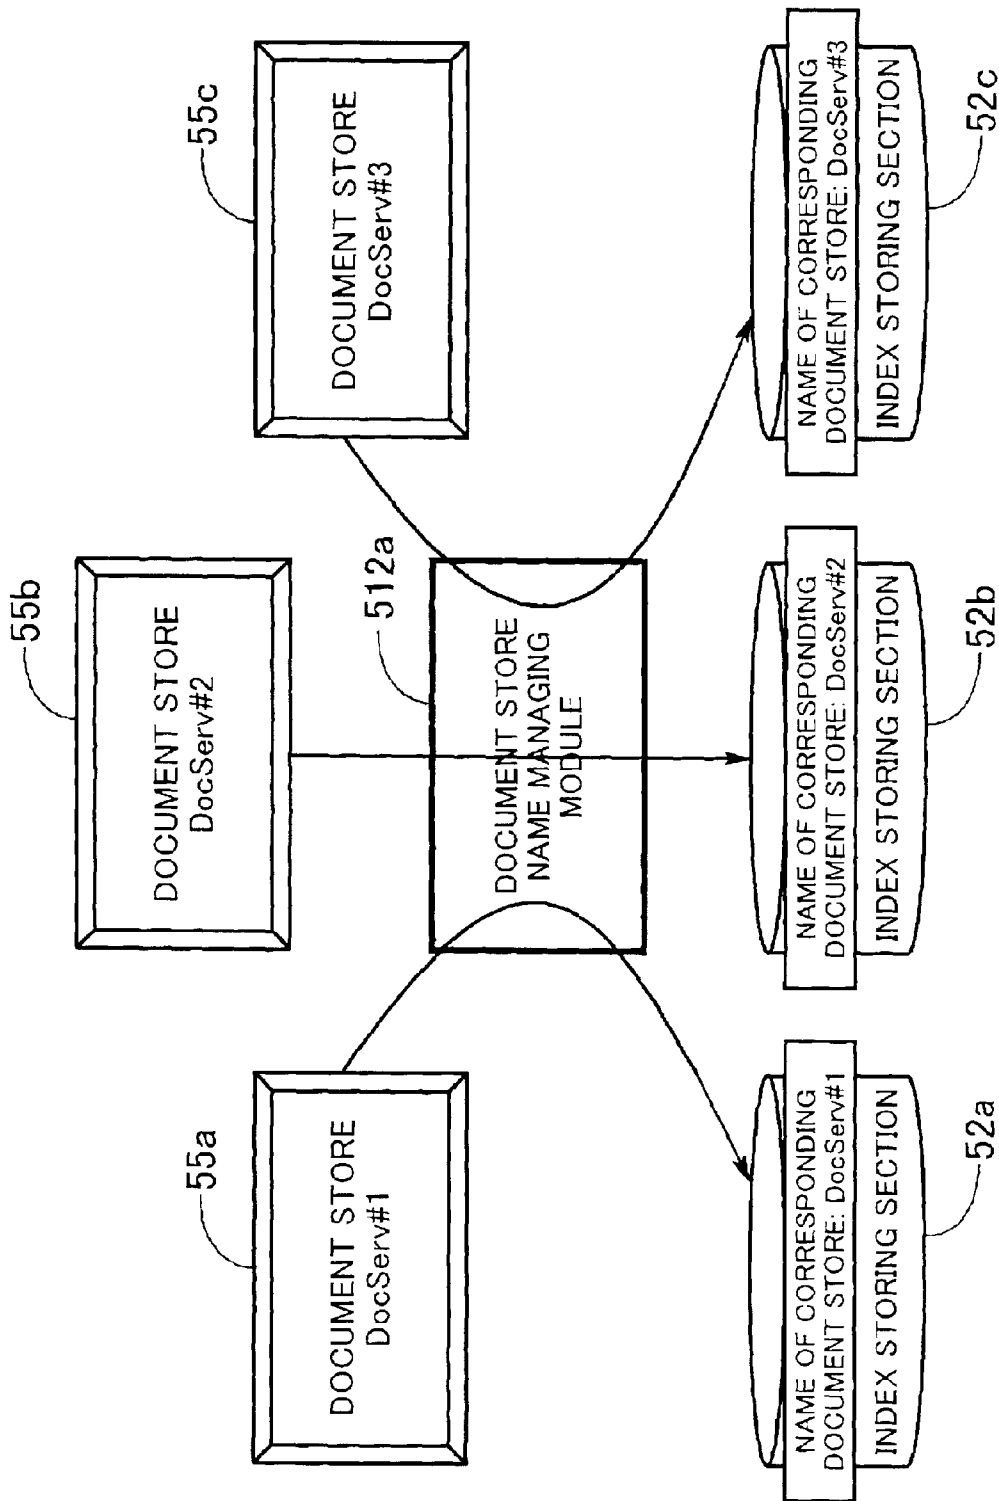 55a
DOCUMENT STORE
DocServ#1
55b
DOCUMENT STORE
DocServ#2
55c
DOCUMENT STORE
DocServ#3
512a
DOCUMENT STORE
NAME MANAGING
MODULE
NAME OF CORRESPONDING
DOCUMENT STORE: DocServ#1
INDEX STORING SECTION
52a
NAME OF CORRESPONDING
DOCUMENT STORE: DocServ#2
INDEX STORING SECTION
52b
NAME OF CORRESPONDING
DOCUMENT STORE: DocServ#3
INDEX STORING SECTION
52c